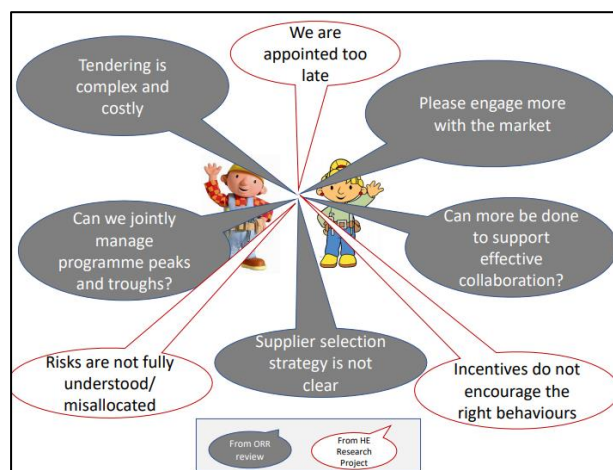 We are
appointed too
late
Tendering is
complex and
costly
Please engage more
with the market
Can we jointly
manage
programme peaks
and troughs?
Can more be done
to support
effective
collaboration?
Risks are not fully
understood/
misallocated
Supplier selection
strategy is not
clear
Incentives do not
encourage the
right behaviours
From ORR
review
From HE
Research
Project